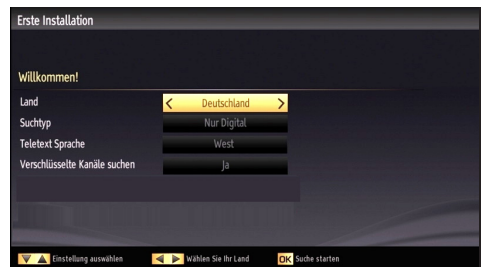 Erste Installation
Willkommen!
Land < Deutschland >
Suchtyp Nur Digital
Teletext Sprache West
Verschlüsselte Kanäle suchen Ja
Einstellung auswählen Wählen Sie Ihr Land OK Suche starten